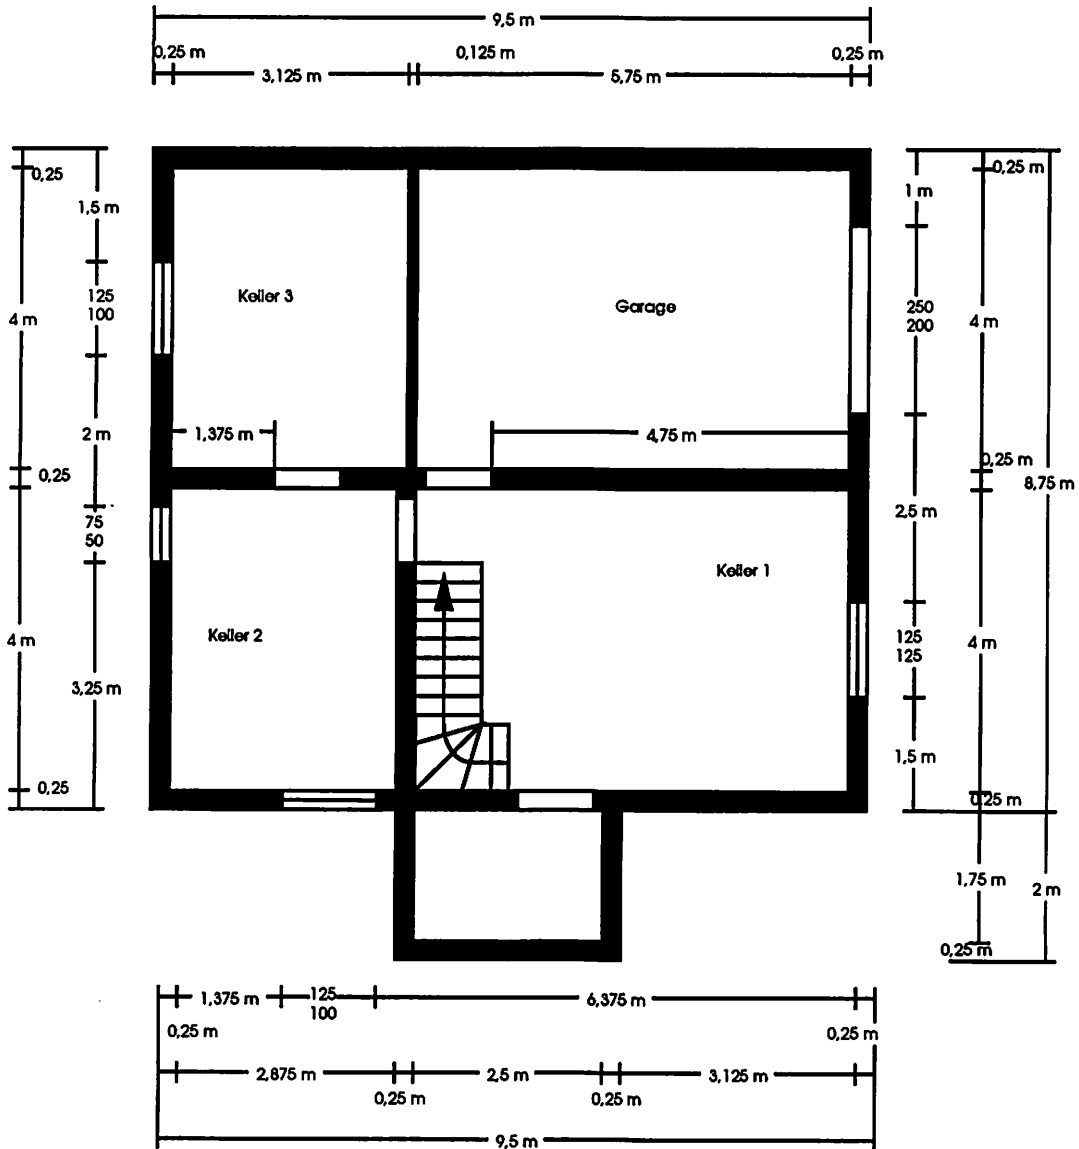 9,5 m
0,25 m 0,125 m 0,25 m
3,125 m 5,75 m
0,25
1,5 m
125
100
4 m
2 m
0,25
75
50
4 m
3,25 m
0,25
Keller 3
Garage
1,375 m
4,75 m
Keller 1
Keller 2
0,25 m
1 m
250
200
4 m
0,25 m
8,75 m
2,5 m
125
125
4 m
1,5 m
0,25 m
1,75 m
2 m
0,25 m
1,375 m 125 6,375 m
100
0,25 m 0,25 m
2,875 m 2,5 m 3,125 m
0,25 m 0,25 m
9,5 m